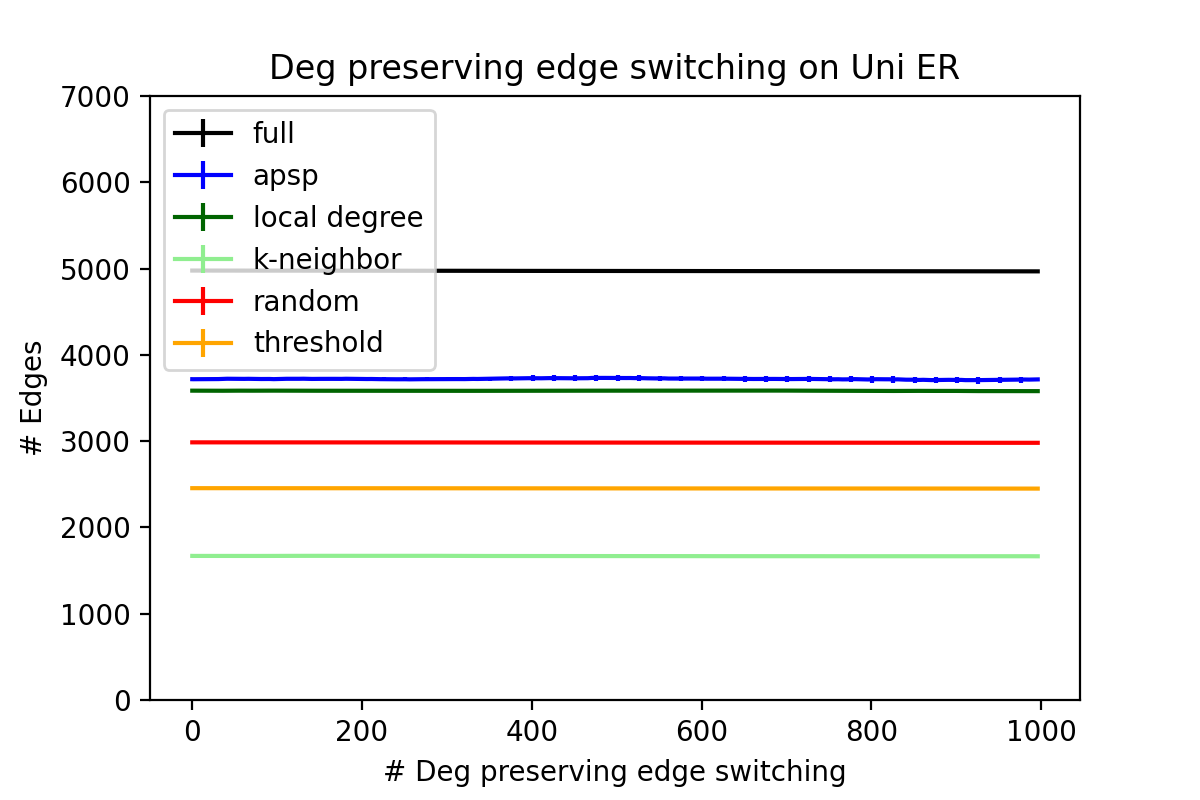 Deg preserving edge switching on Uni ER
7000
6000
5000
4000
3000
2000
1000
0
# Edges
full
apsp
local degree
k-neighbor
random
threshold
0 200 400 600 800 1000
# Deg preserving edge switching